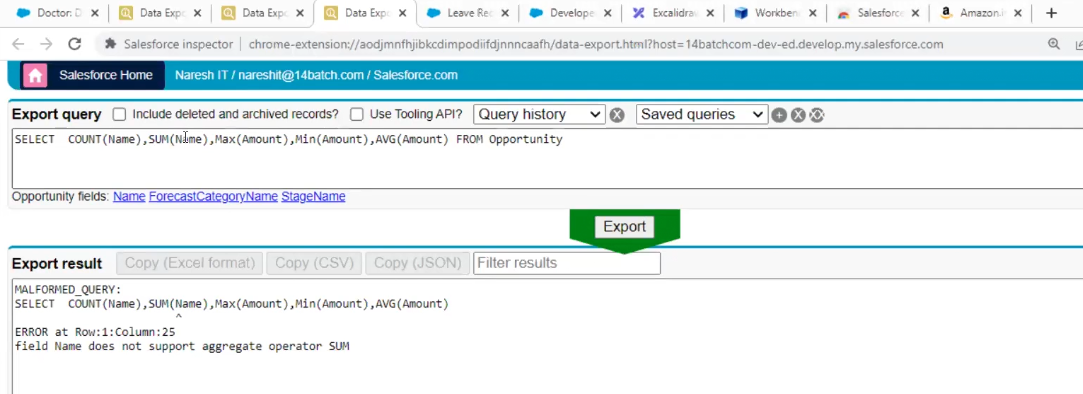 Doctor: D
Data Expo
Data Expo
Data Expo
Leave Rec
Develope
Excalidra
Workben
Salesforce
Amazon.i
Salesforce inspector | chrome-extension://aodjmnfhjibkcdimpodiifdjnnncaafh/data-export.html?host=14batchcom-dev-ed.develop.my.salesforce.com
Salesforce Home Naresh IT / nareshit@14batch.com / Salesforce.com
Export query Include deleted and archived records? Use Tooling API? Query history Saved queries
SELECT COUNT(Name),SUM(Name),Max(Amount),Min(Amount),AVG(Amount) FROM Opportunity
Opportunity fields: Name ForecastCategoryName StageName
Export
Export result Copy (Excel format) Copy (CSV) Copy (JSON) Filter results
MALFORMED_QUERY:
SELECT COUNT(Name),SUM(Name),Max(Amount),Min(Amount),AVG(Amount)
^
ERROR at Row:1:Column:25
field Name does not support aggregate operator SUM